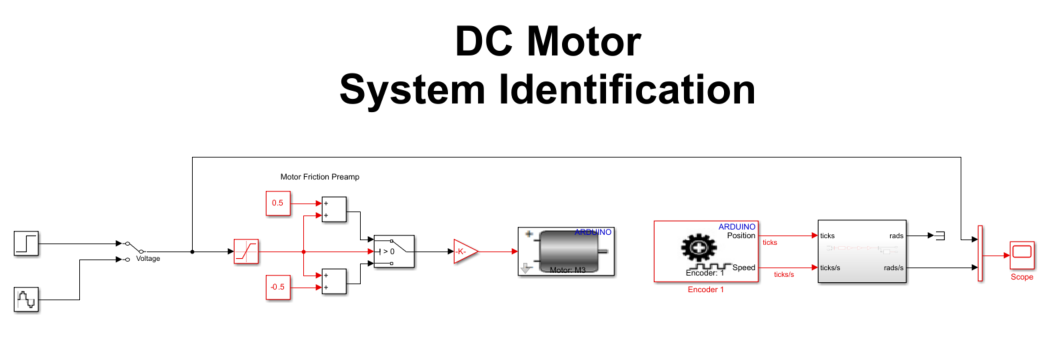 DC Motor
System Identification
Motor Friction Preamp
0.5
+
+
Voltage
> 0
+
+
-0.5
-K-
ARDUINO
Motor: M3
ARDUINO
Position
Speed
Encoder: 1
Encoder 1
ticks
ticks/s
ticks
ticks/s
rads
rads/s
Scope